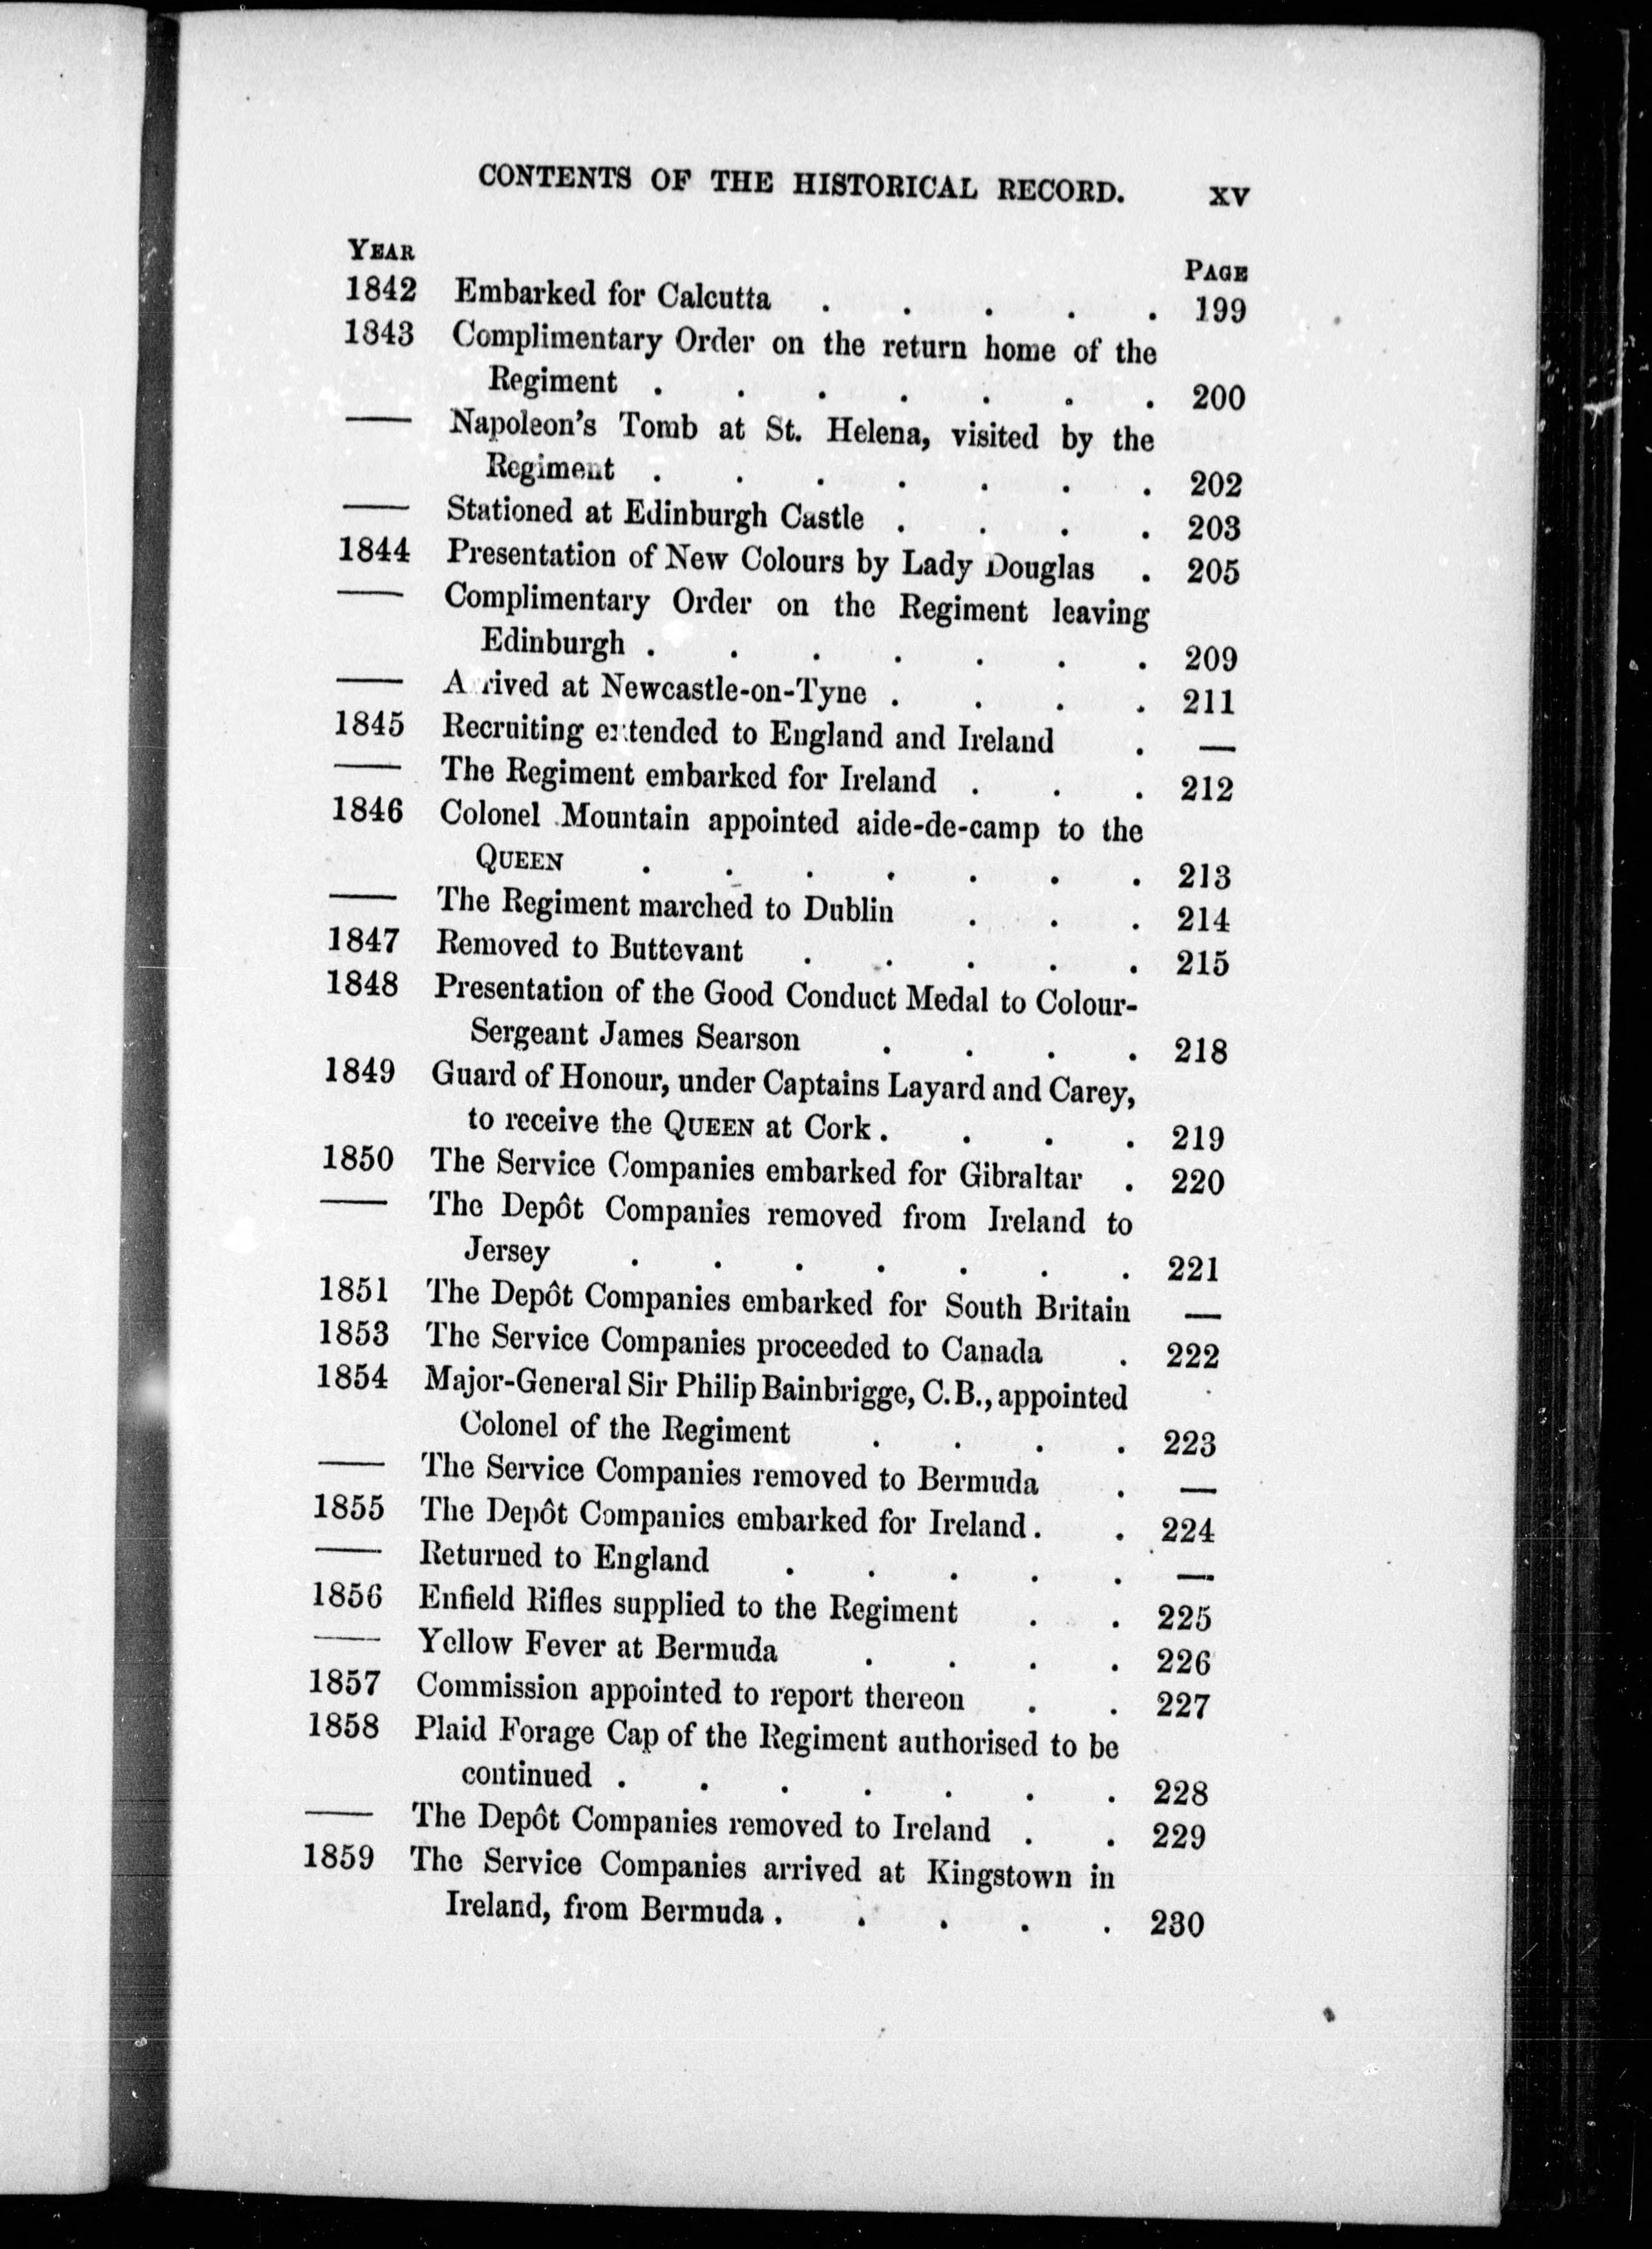 CONTENTS OF THE HISTORICAL RECORD. XV
YEAR PAGE
1842 Embarked for Calcutta . . . . . 199
1843 Complimentary Order on the return home of the
Regiment . . . . . . . 200
—— Napoleon's Tomb at St. Helena, visited by the
Regiment . . . . . . . 202
—— Stationed at Edinburgh Castle . . . . 203
1844 Presentation of New Colours by Lady Douglas . 205
—— Complimentary Order on the Regiment leaving
Edinburgh . . . . . . . 209
—— Arrived at Newcastle-on-Tyne . . . . 211
1845 Recruiting extended to England and Ireland . —
—— The Regiment embarked for Ireland . . . 212
1846 Colonel Mountain appointed aide-de-camp to the
QUEEN . . . . . . . 213
—— The Regiment marched to Dublin . . . 214
1847 Removed to Buttevant . . . . . 215
1848 Presentation of the Good Conduct Medal to Colour-
Sergeant James Searson . . . . 218
1849 Guard of Honour, under Captains Layard and Carey,
to receive the QUEEN at Cork . . . . 219
1850 The Service Companies embarked for Gibraltar . 220
—— The Depôt Companies removed from Ireland to
Jersey . . . . . . . 221
1851 The Depôt Companies embarked for South Britain —
1853 The Service Companies proceeded to Canada . 222
1854 Major-General Sir Philip Bainbrigge, C.B., appointed
Colonel of the Regiment . . . . 223
—— The Service Companies removed to Bermuda . —
1855 The Depôt Companies embarked for Ireland . . 224
—— Returned to England . . . . . —
1856 Enfield Rifles supplied to the Regiment . . 225
—— Yellow Fever at Bermuda . . . . 226
1857 Commission appointed to report thereon . . 227
1858 Plaid Forage Cap of the Regiment authorised to be
continued . . . . . . . 228
—— The Depôt Companies removed to Ireland . . 229
1859 The Service Companies arrived at Kingstown in
Ireland, from Bermuda . . . . . 230